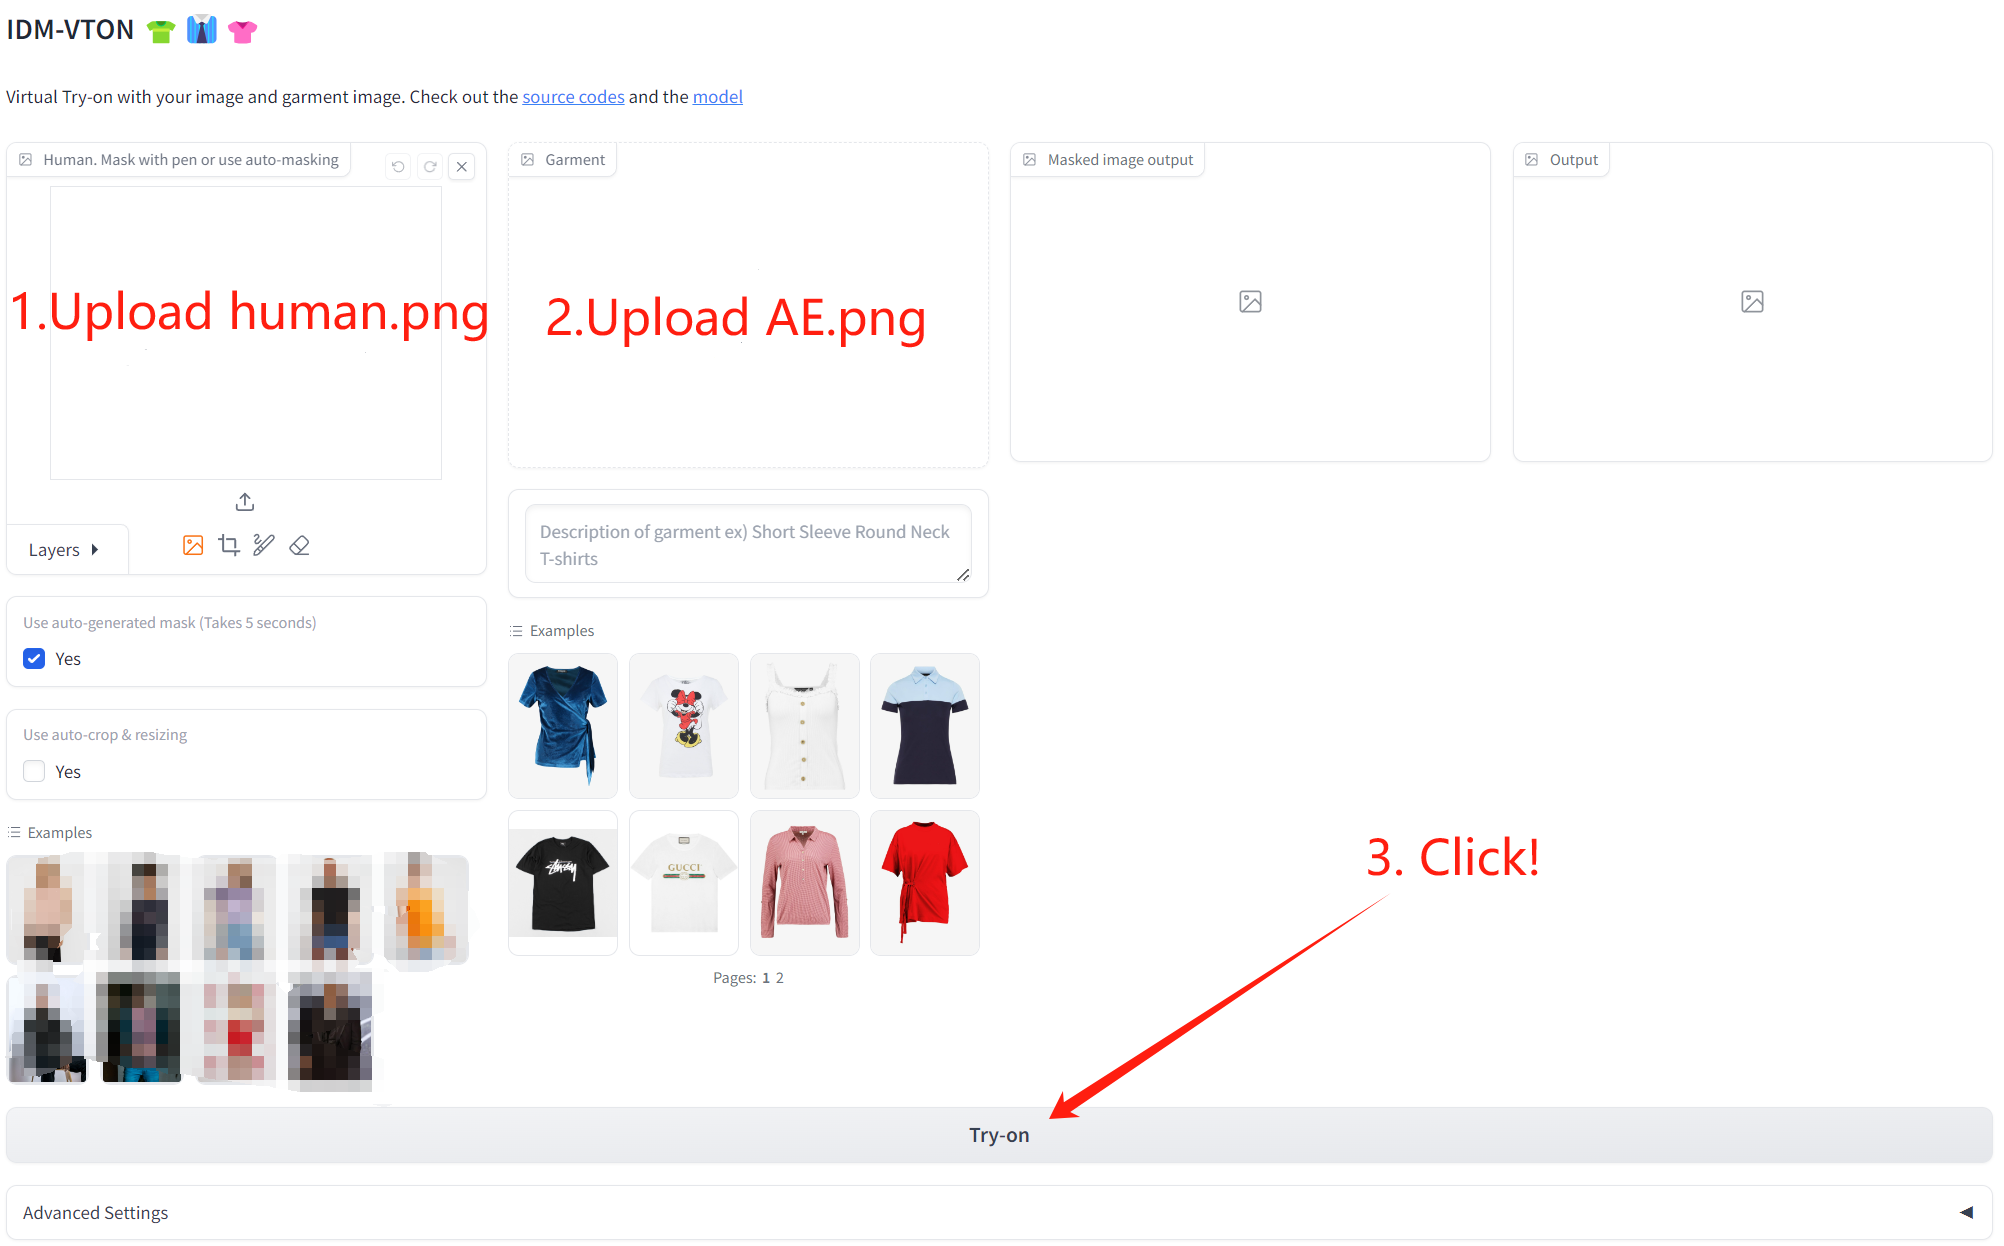 IDM-VTON
Virtual Try-on with your image and garment image. Check out the source codes and the model
Human. Mask with pen or use auto-masking
1.Upload human.png
Layers
Use auto-generated mask (Takes 5 seconds)
Yes
Use auto-crop & resizing
Yes
Examples
Garment
2.Upload AE.png
Description of garment ex) Short Sleeve Round Neck
T-shirts
Examples
GUCCI
Pages: 1 2
Masked image output
Output
3. Click!
Try-on
Advanced Settings